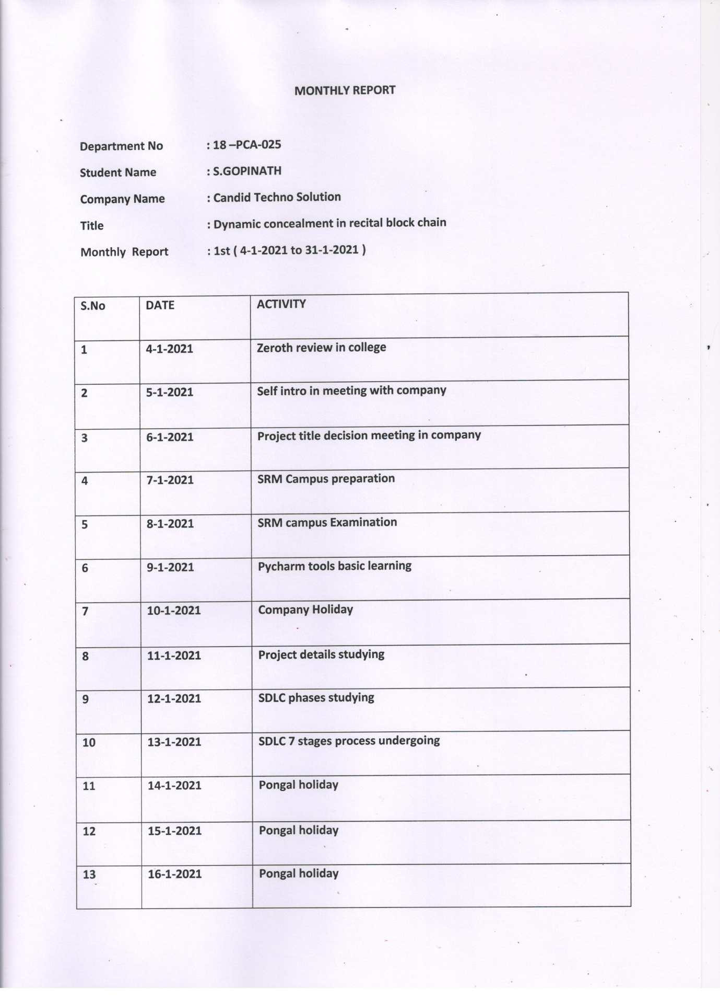 MONTHLY REPORT
Department No : 18 –PCA-025
Student Name : S.GOPINATH
Company Name : Candid Techno Solution
Title : Dynamic concealment in recital block chain
Monthly Report : 1st ( 4-1-2021 to 31-1-2021 )
S.No DATE ACTIVITY
1 4-1-2021 Zeroth review in college
2 5-1-2021 Self intro in meeting with company
3 6-1-2021 Project title decision meeting in company
4 7-1-2021 SRM Campus preparation
5 8-1-2021 SRM campus Examination
6 9-1-2021 Pycharm tools basic learning
7 10-1-2021 Company Holiday
8 11-1-2021 Project details studying
9 12-1-2021 SDLC phases studying
10 13-1-2021 SDLC 7 stages process undergoing
11 14-1-2021 Pongal holiday
12 15-1-2021 Pongal holiday
13 16-1-2021 Pongal holiday